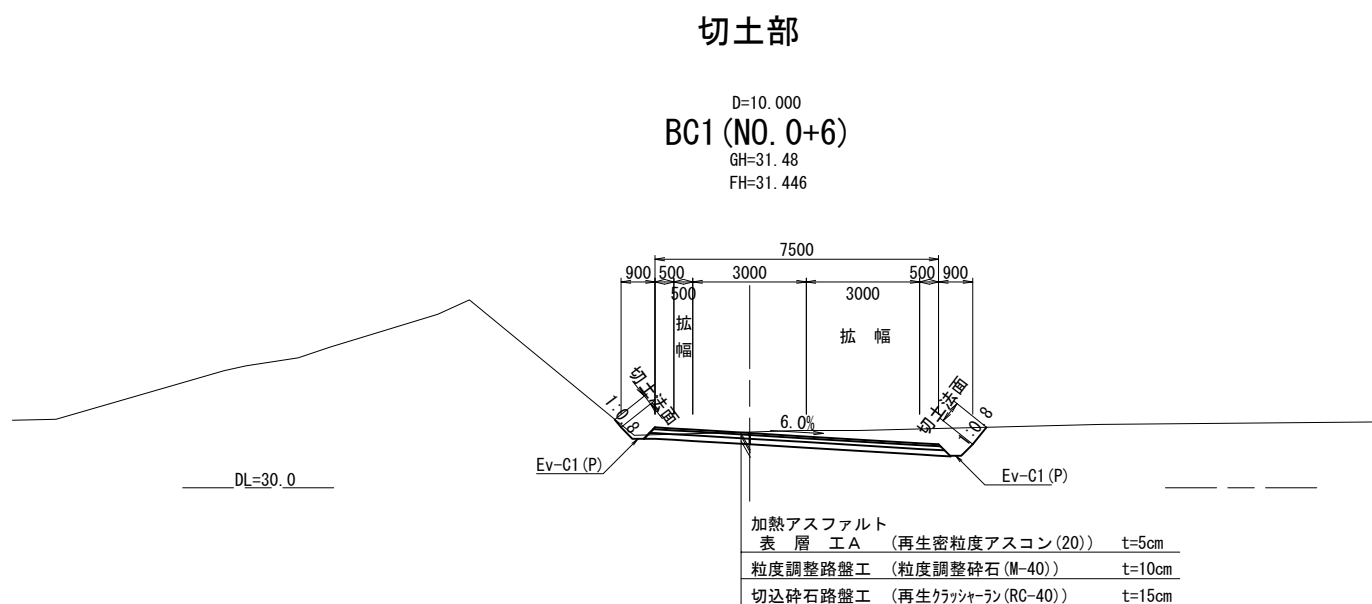 切土部
D=10.000
BC1(NO.0+6)
GH=31.48
FH=31.446
7500
900 500 3000 500 900
500 3000
拡幅 拡 幅
切土法面 切土法面
1:0.8 6.0% 1:0.8
Ev-C1(P) Ev-C1(P)
DL=30.0
加熱アスファルト
表 層 工A (再生密粒度アスコン(20)) t=5cm
粒度調整路盤工 (粒度調整砕石(M-40)) t=10cm
切込砕石路盤工 (再生クラッシャーラン(RC-40)) t=15cm